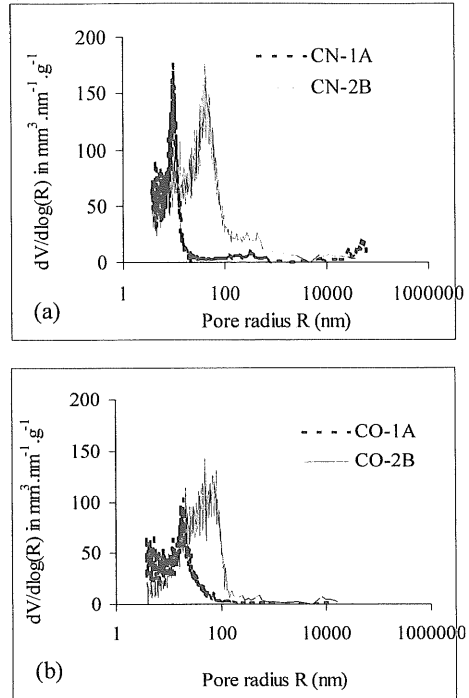 200
150
100
50
0
dV/dlog(R) in mm³.nm⁻¹.g⁻¹
CN-1A
CN-2B
1
100
10000
1000000
Pore radius R (nm)
(a)
200
150
100
50
0
dV/dlog(R) in mm³.nm⁻¹.g⁻¹
CO-1A
CO-2B
1
100
10000
1000000
Pore radius R (nm)
(b)